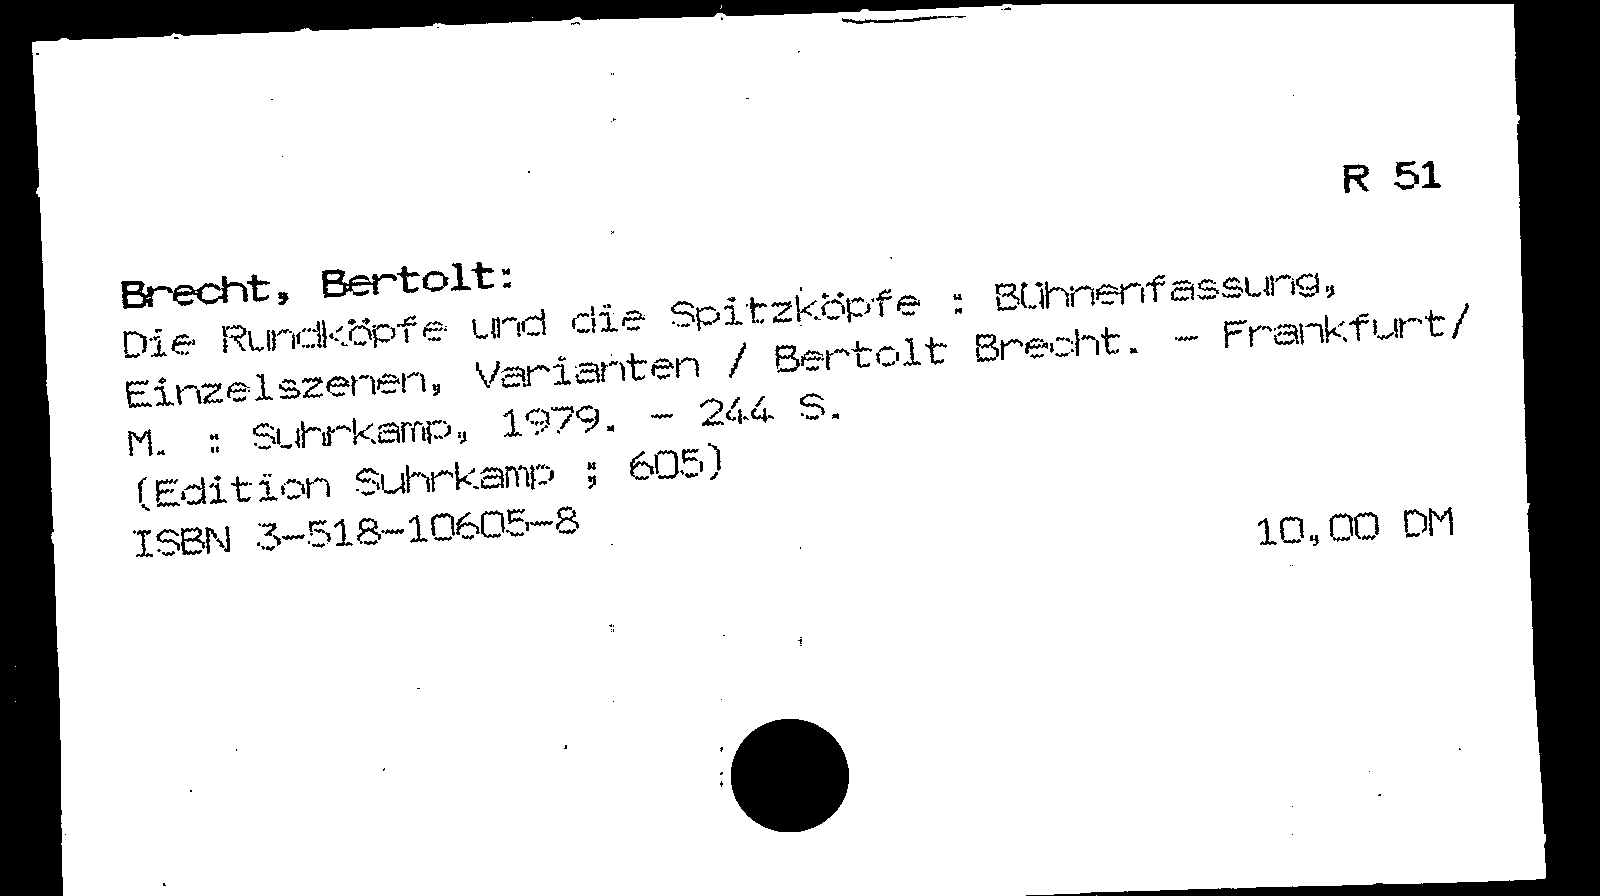 R 51
Brecht, Bertolt:
Die Rundköpfe und die Spitzköpfe : Bühnenfassung,
Einzelszenen, Varianten / Bertolt Brecht. - Frankfurt/
M. : Suhrkamp, 1979. - 244 S.
(Edition Suhrkamp ; 605)
ISBN 3-518-10605-8 10,00 DM